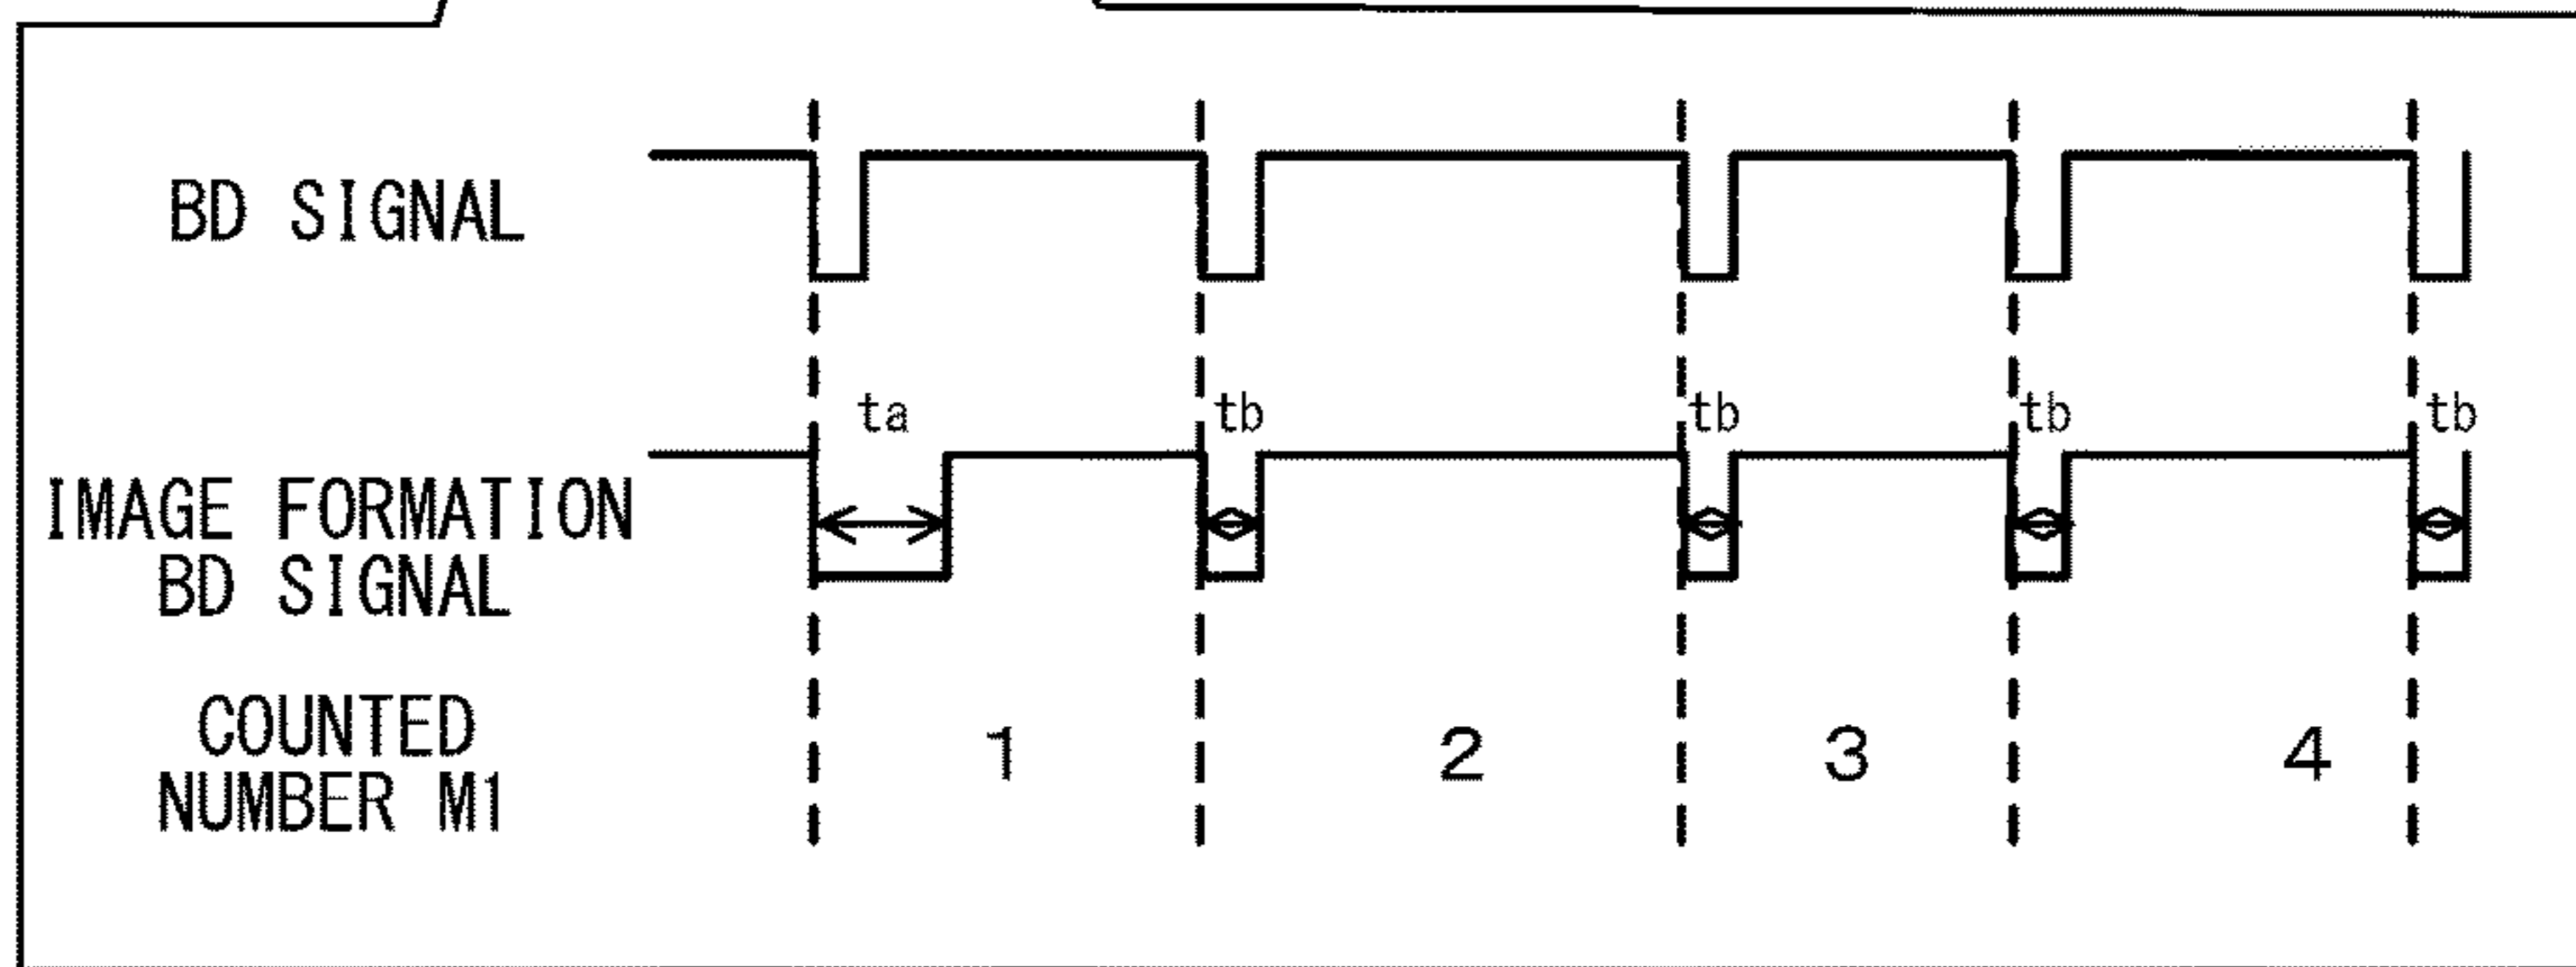 BD SIGNAL
ta tb tb tb tb
IMAGE FORMATION
BD SIGNAL
COUNTED
NUMBER M1
1 2 3 4